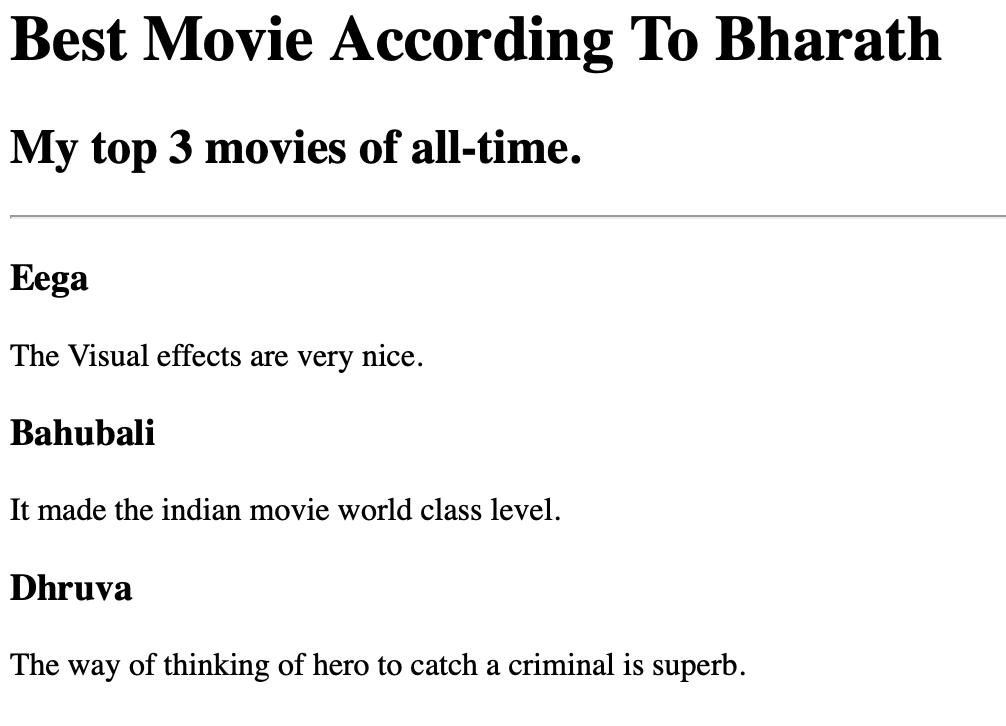 Best Movie According To Bharath
My top 3 movies of all-time.
Eega
The Visual effects are very nice.
Bahubali
It made the indian movie world class level.
Dhruva
The way of thinking of hero to catch a criminal is superb.